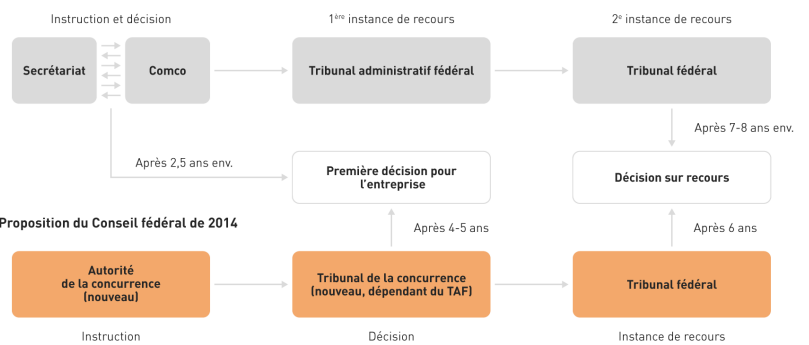 Instruction et décision
1ère instance de recours
2e instance de recours
Secrétariat
Comco
Tribunal administratif fédéral
Tribunal fédéral
Après 7-8 ans env.
Après 2,5 ans env.
Première décision pour
l'entreprise
Décision sur recours
Proposition du Conseil fédéral de 2014
Après 4-5 ans
Après 6 ans
Autorité
de la concurrence
(nouveau)
Tribunal de la concurrence
(nouveau, dépendant du TAF)
Tribunal fédéral
Instruction
Décision
Instance de recours